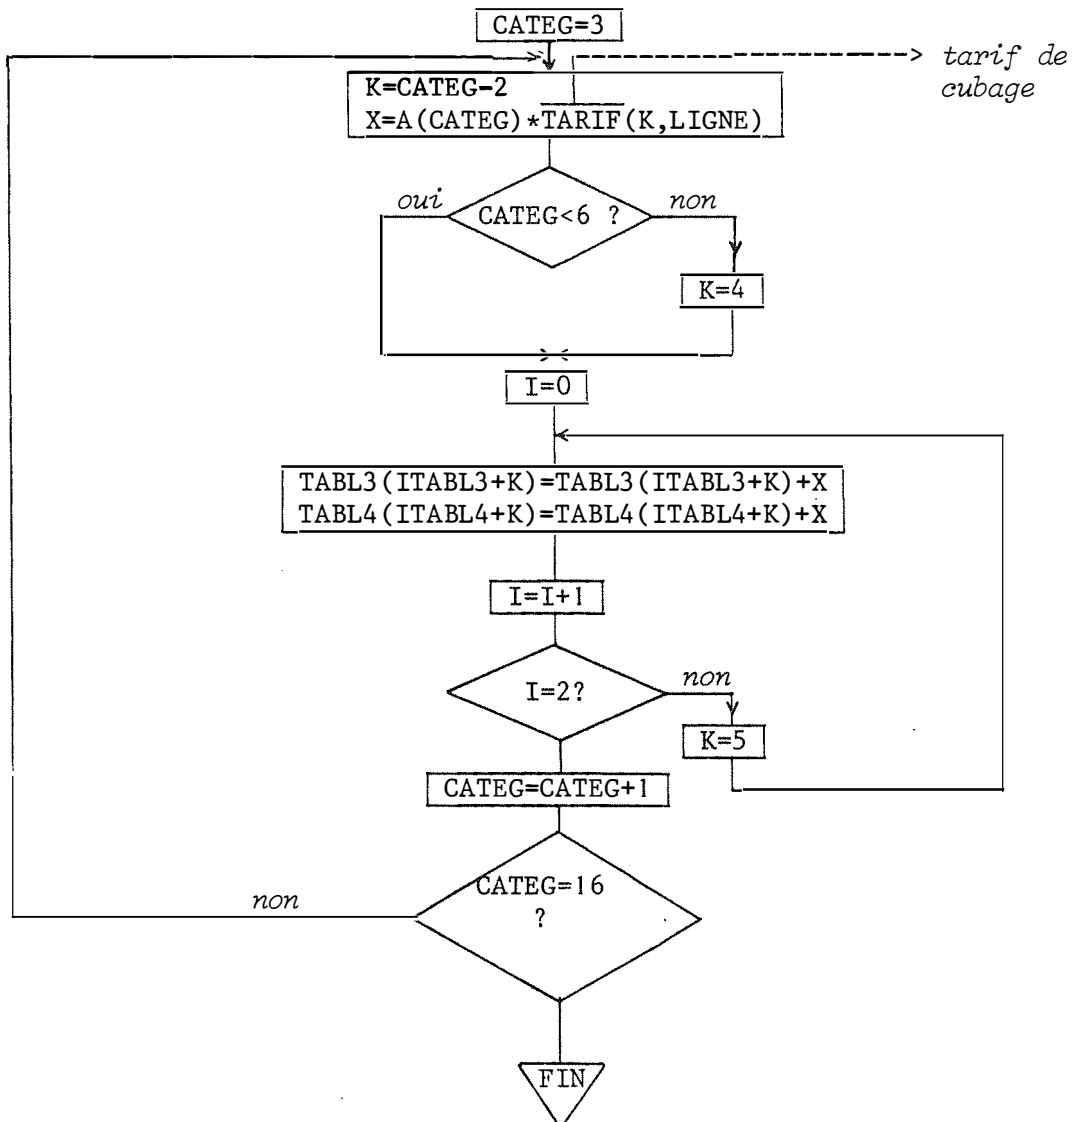 CATEG=3
tarif de
cubage
K=CATEG-2
X=A(CATEG)*TARIF(K,LIGNE)
oui
CATEG<6 ?
non
K=4
I=0
TABL3(ITABL3+K)=TABL3(ITABL3+K)+X
TABL4(ITABL4+K)=TABL4(ITABL4+K)+X
I=I+1
I=2?
non
K=5
CATEG=CATEG+1
CATEG=16
?
non
FIN